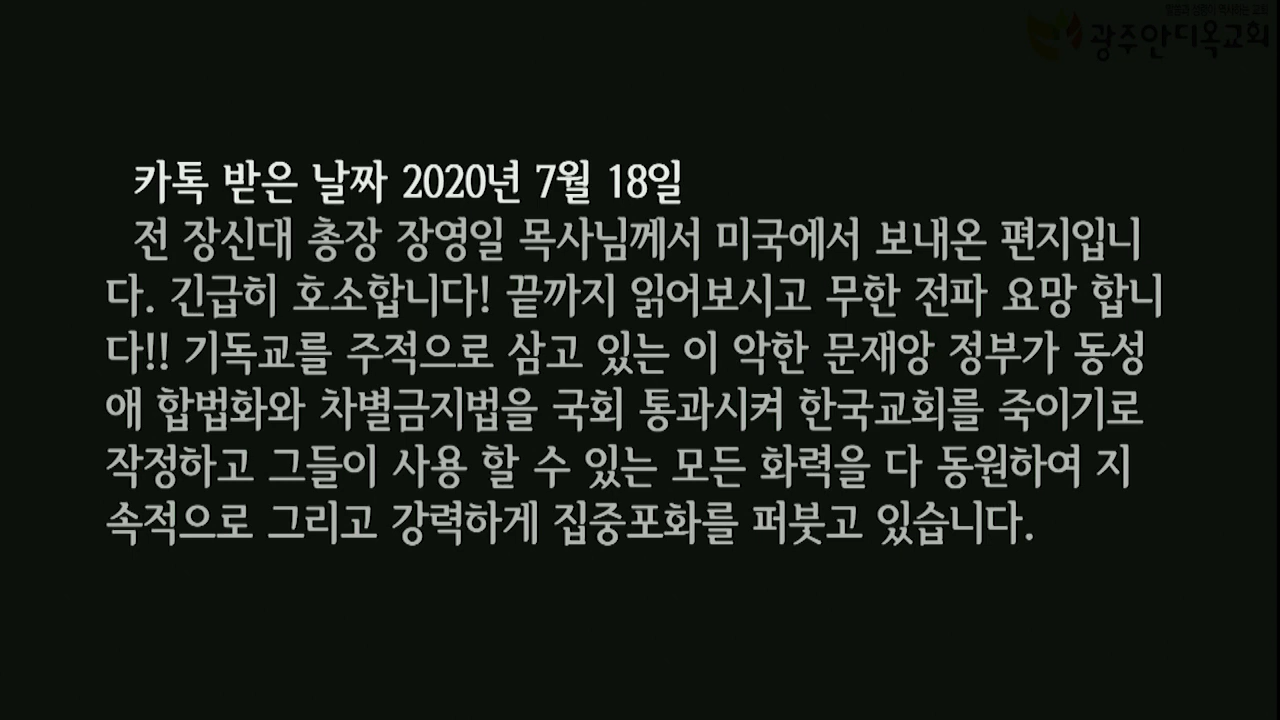 광주안디옥교회
카톡 받은 날짜 2020년 7월 18일
전 장신대 총장 장영일 목사님께서 미국에서 보내온 편지입니
다. 긴급히 호소합니다! 끝까지 읽어보시고 무한 전파 요망 합니
다!! 기독교를 주적으로 삼고 있는 이 악한 문재앙 정부가 동성
애 합법화와 차별금지법을 국회 통과시켜 한국교회를 죽이기로
작정하고 그들이 사용 할 수 있는 모든 화력을 다 동원하여 지
속적으로 그리고 강력하게 집중포화를 퍼붓고 있습니다.